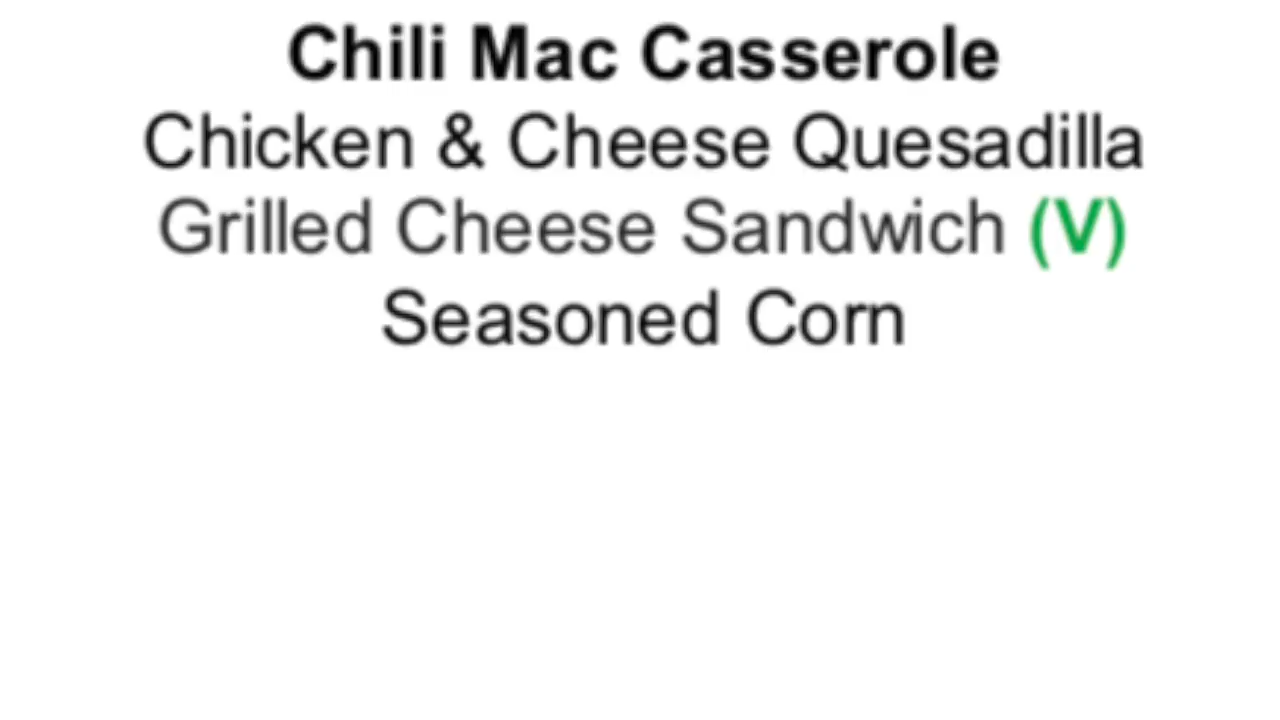 Chili Mac Casserole
Chicken & Cheese Quesadilla
Grilled Cheese Sandwich (V)
Seasoned Corn